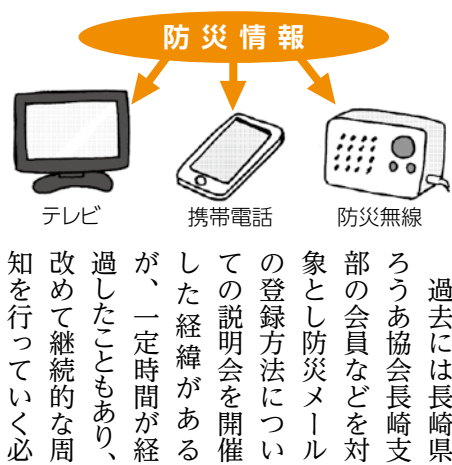 防災情報
テレビ
携帯電話
防災無線
過去には長崎県
ろうあ協会長崎支
部の会員などを対
象とし防災メール
の登録方法につい
ての説明会を開催
した経緯がある
が、一定時間が経
過したこともあり、
改めて継続的な周
知を行っていく必